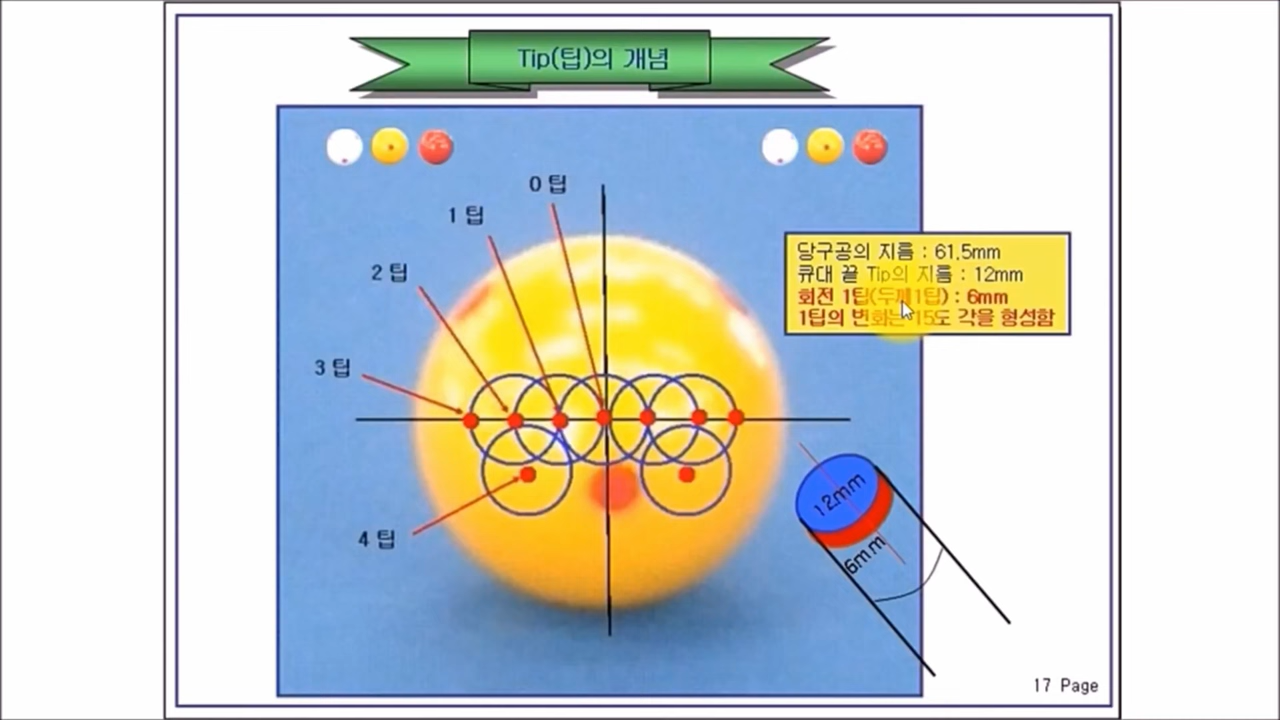 Tip(팁)의 개념
0 팁
1 팁
2 팁
3 팁
4 팁
당구공의 지름 : 61.5mm
큐대 끝 Tip의 지름 : 12mm
회전 1팁(두께1팁) : 6mm
1팁의 변화는 15도 각을 형성함
12mm
6mm
17 Page